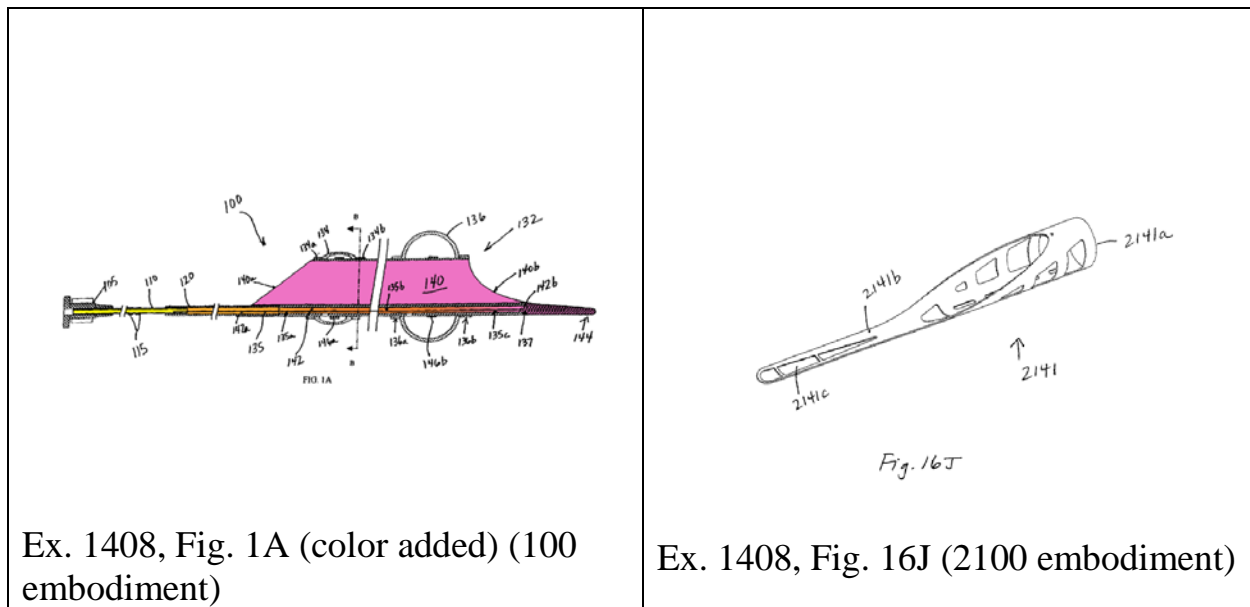 100
134a
134
134b
136
132
115
110
120
140a
140
135b
140b
142b
115
142a
135
135a
142
146a
136a
146b
136b
135c
137
144
B
B
FIG. 1A
2141a
2141b
2141
2141c
Fig. 16J
Ex. 1408, Fig. 1A (color added) (100
embodiment)
Ex. 1408, Fig. 16J (2100 embodiment)